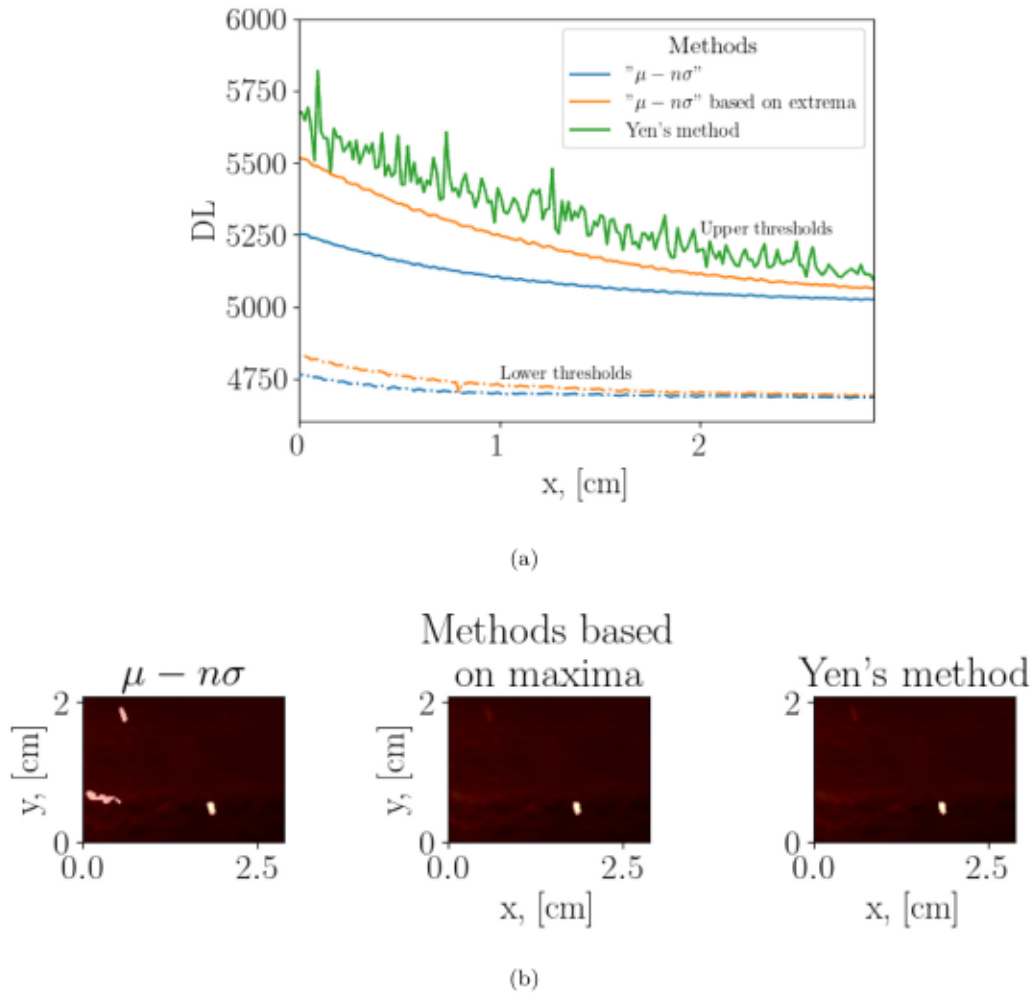 6000
5750
5500
5250
5000
4750
DL
Methods
"μ − nσ"
"μ − nσ" based on extrema
Yen's method
Upper thresholds
Lower thresholds
0 1 2
x, [cm]
(a)
μ − nσ
Methods based
on maxima
Yen's method
2
0
y, [cm]
0.0 2.5
2
0
y, [cm]
0.0 2.5
x, [cm]
2
0
0.0 2.5
x, [cm]
(b)